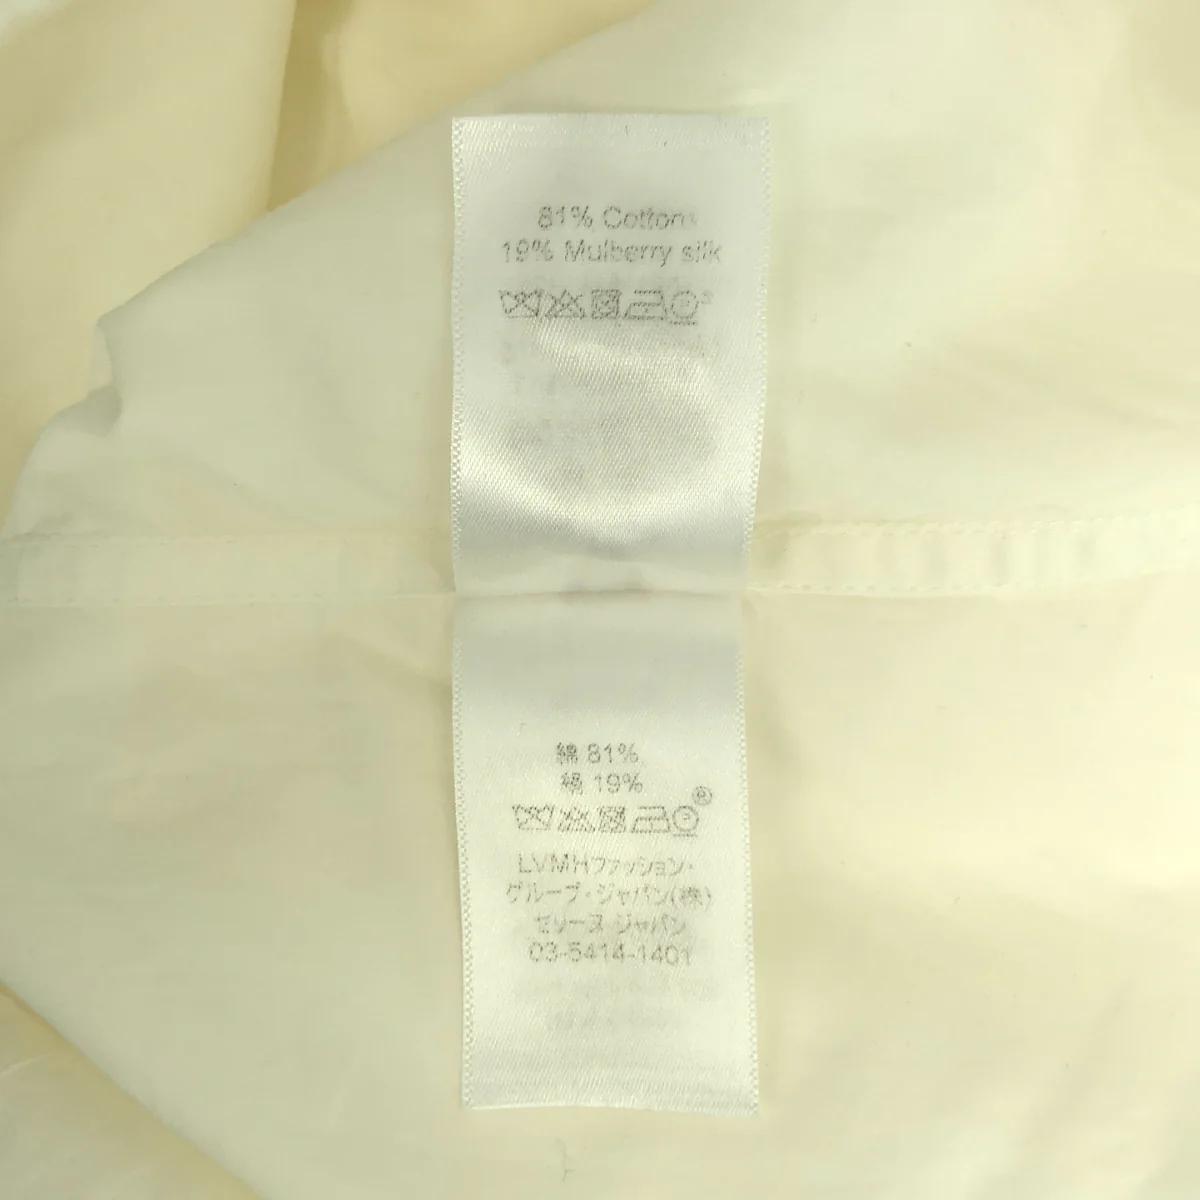 81% Cotton
19% Mulberry silk
綿 81%
絹 19%
®
LVMHファッション・
グループ・ジャパン(株)
セリーヌ ジャパン
03-5414-1401